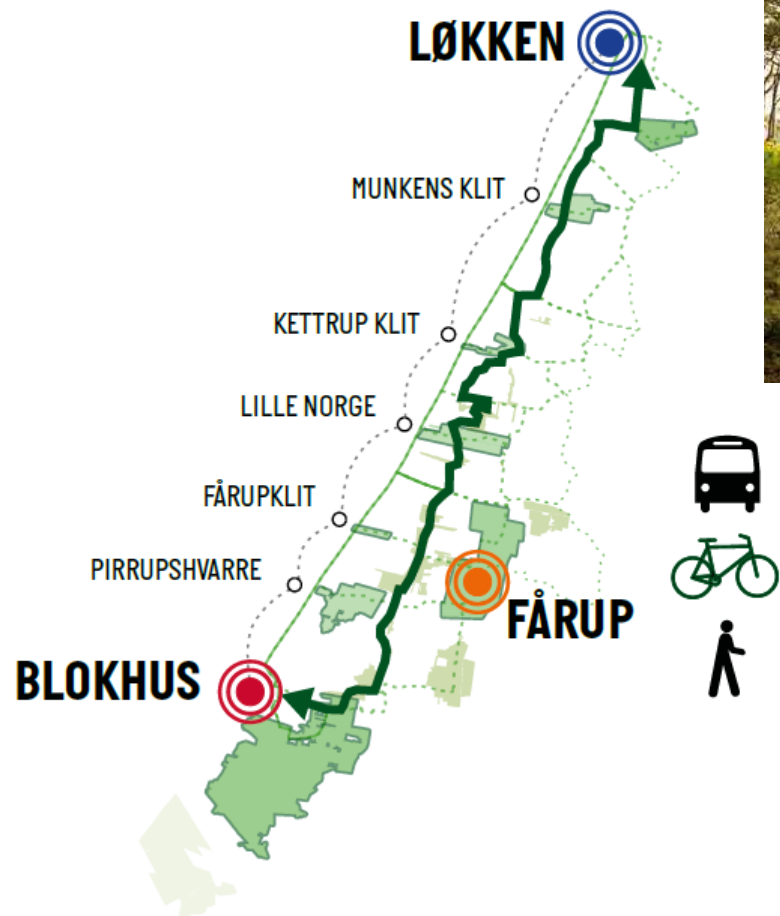 LØKKEN
MUNKENS KLIT
KETTRUP KLIT
LILLE NORGE
FÅRUPKLIT
PIRRUPSHVARRE
FÅRUP
BLOKHUS